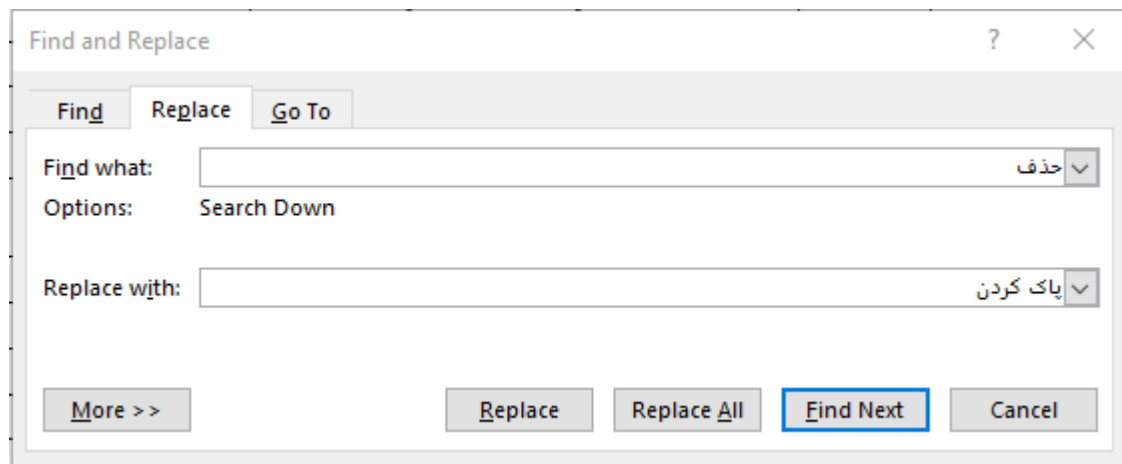 Find and Replace
Find Replace Go To
Find what: حذف
Options: Search Down
Replace with: پاک کردن
More >> Replace Replace All Find Next Cancel